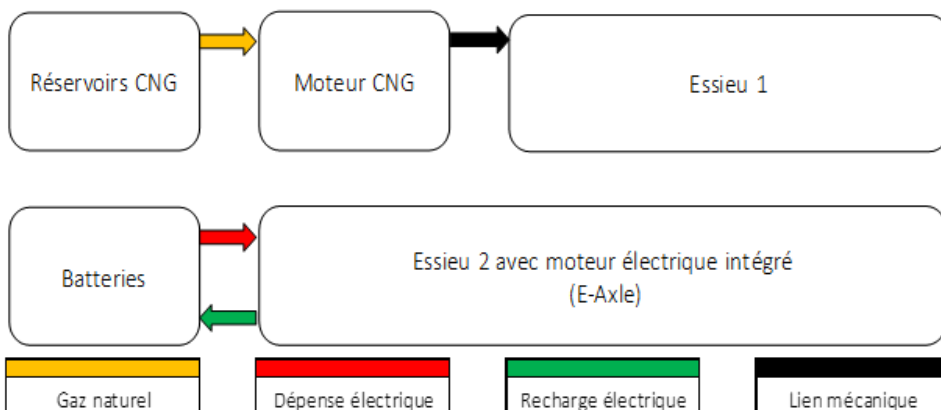 Réservoirs CNG
Moteur CNG
Essieu 1
Batteries
Essieu 2 avec moteur électrique intégré
(E-Axle)
Gaz naturel
Dépense électrique
Recharge électrique
Lien mécanique